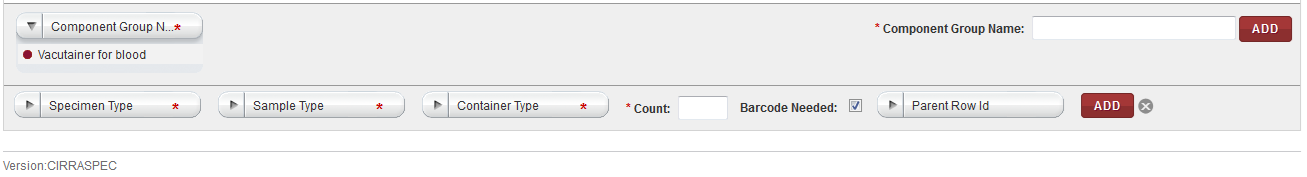 Component Group N...* * Component Group Name: ADD
Vacutainer for blood
Specimen Type * Sample Type * Container Type * * Count: Barcode Needed: Parent Row Id ADD
Version:CIRRASPEC